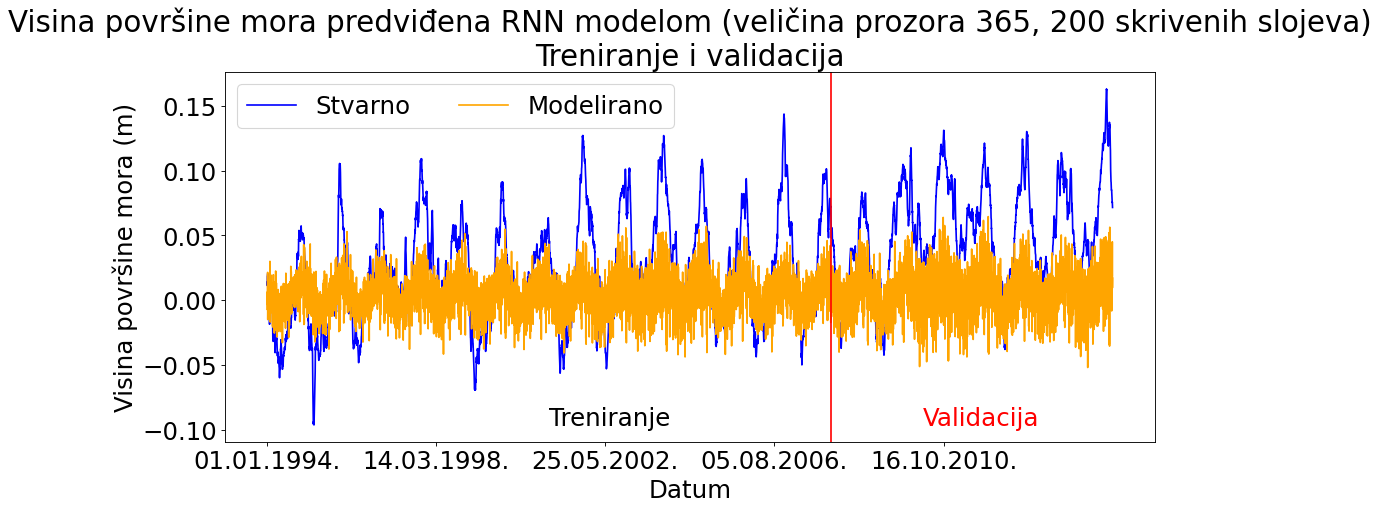 Visina površine mora predviđena RNN modelom (veličina prozora 365, 200 skrivenih slojeva)
Treniranje i validacija
Stvarno
Modelirano
Visina površine mora (m)
0.15
0.10
0.05
0.00
−0.05
−0.10
Treniranje
Validacija
01.01.1994.
14.03.1998.
25.05.2002.
05.08.2006.
16.10.2010.
Datum